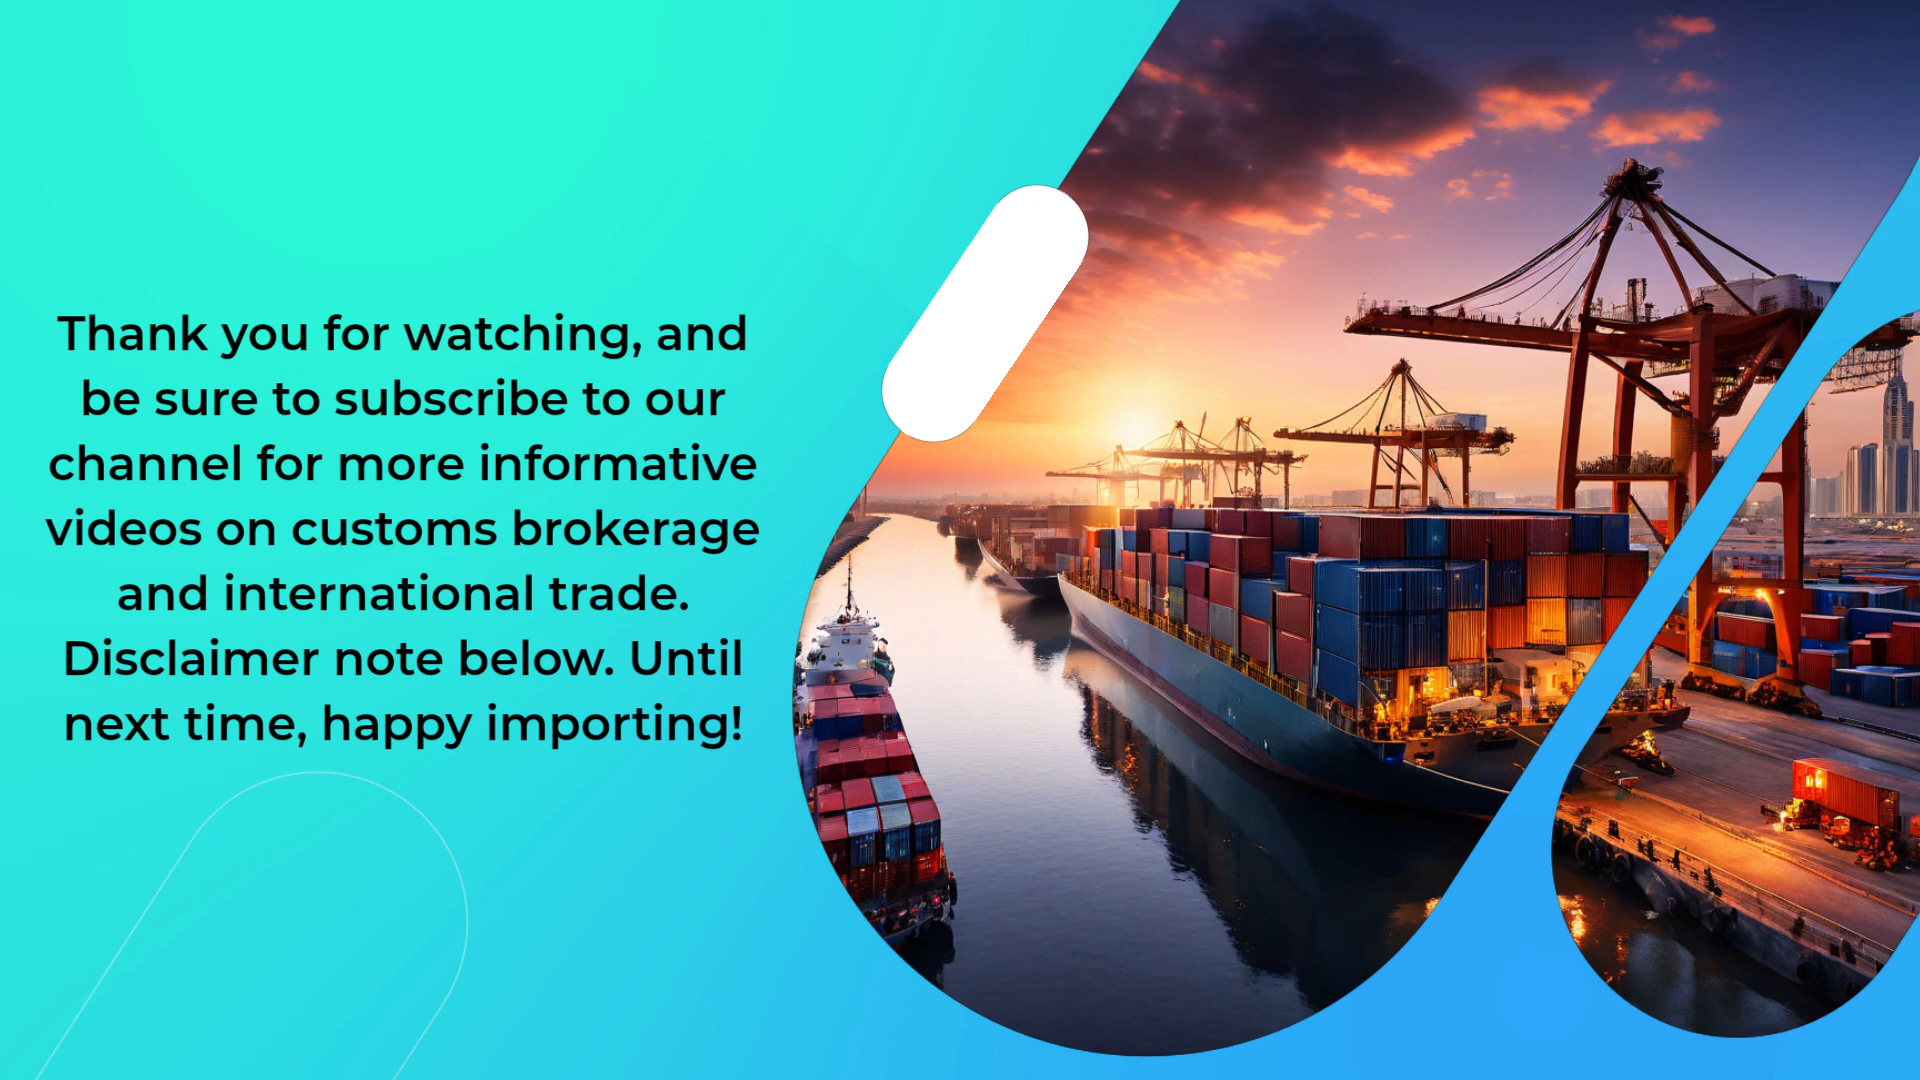 Thank you for watching, and
be sure to subscribe to our
channel for more informative
videos on customs brokerage
and international trade.
Disclaimer note below. Until
next time, happy importing!